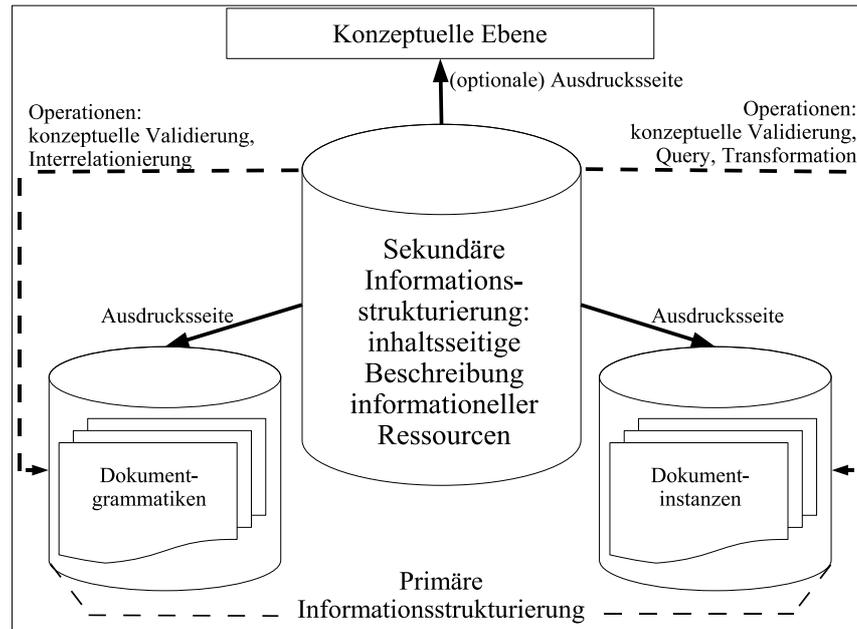 Konzeptuelle Ebene
(optionale) Ausdrucksseite
Operationen:
konzeptuelle Validierung,
Interrelationierung
Operationen:
konzeptuelle Validierung,
Query, Transformation
Sekundäre
Informations-
strukturierung:
inhaltsseitige
Beschreibung
informationeller
Ressourcen
Ausdrucksseite
Ausdrucksseite
Dokument-
grammatiken
Dokument-
instanzen
Primäre
Informationsstrukturierung